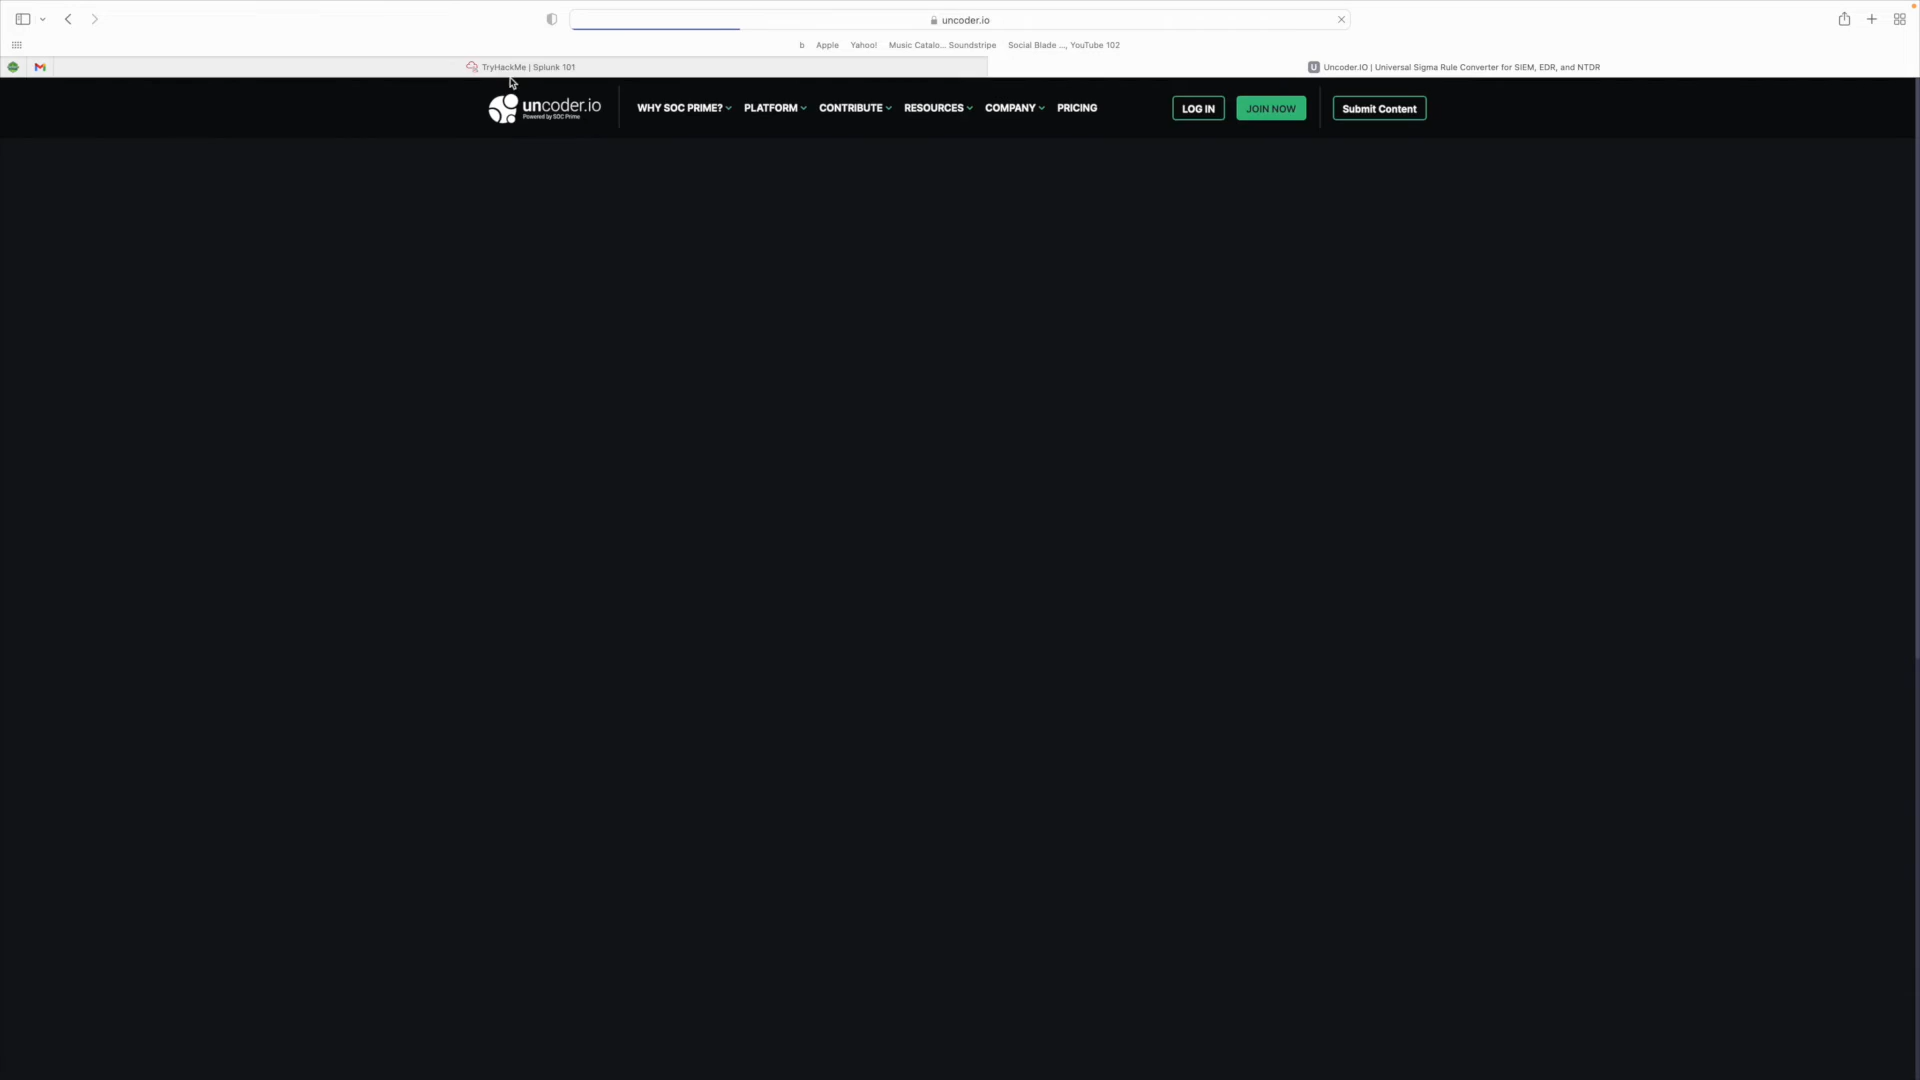 uncoder.io
b Apple Yahoo! Music Catalo... Soundstripe Social Blade ..., YouTube 102
TryHackMe | Splunk 101
U Uncoder.IO | Universal Sigma Rule Converter for SIEM, EDR, and NTDR
uncoder.io
Powered by SOC Prime
WHY SOC PRIME? PLATFORM CONTRIBUTE RESOURCES COMPANY PRICING
LOG IN JOIN NOW Submit Content